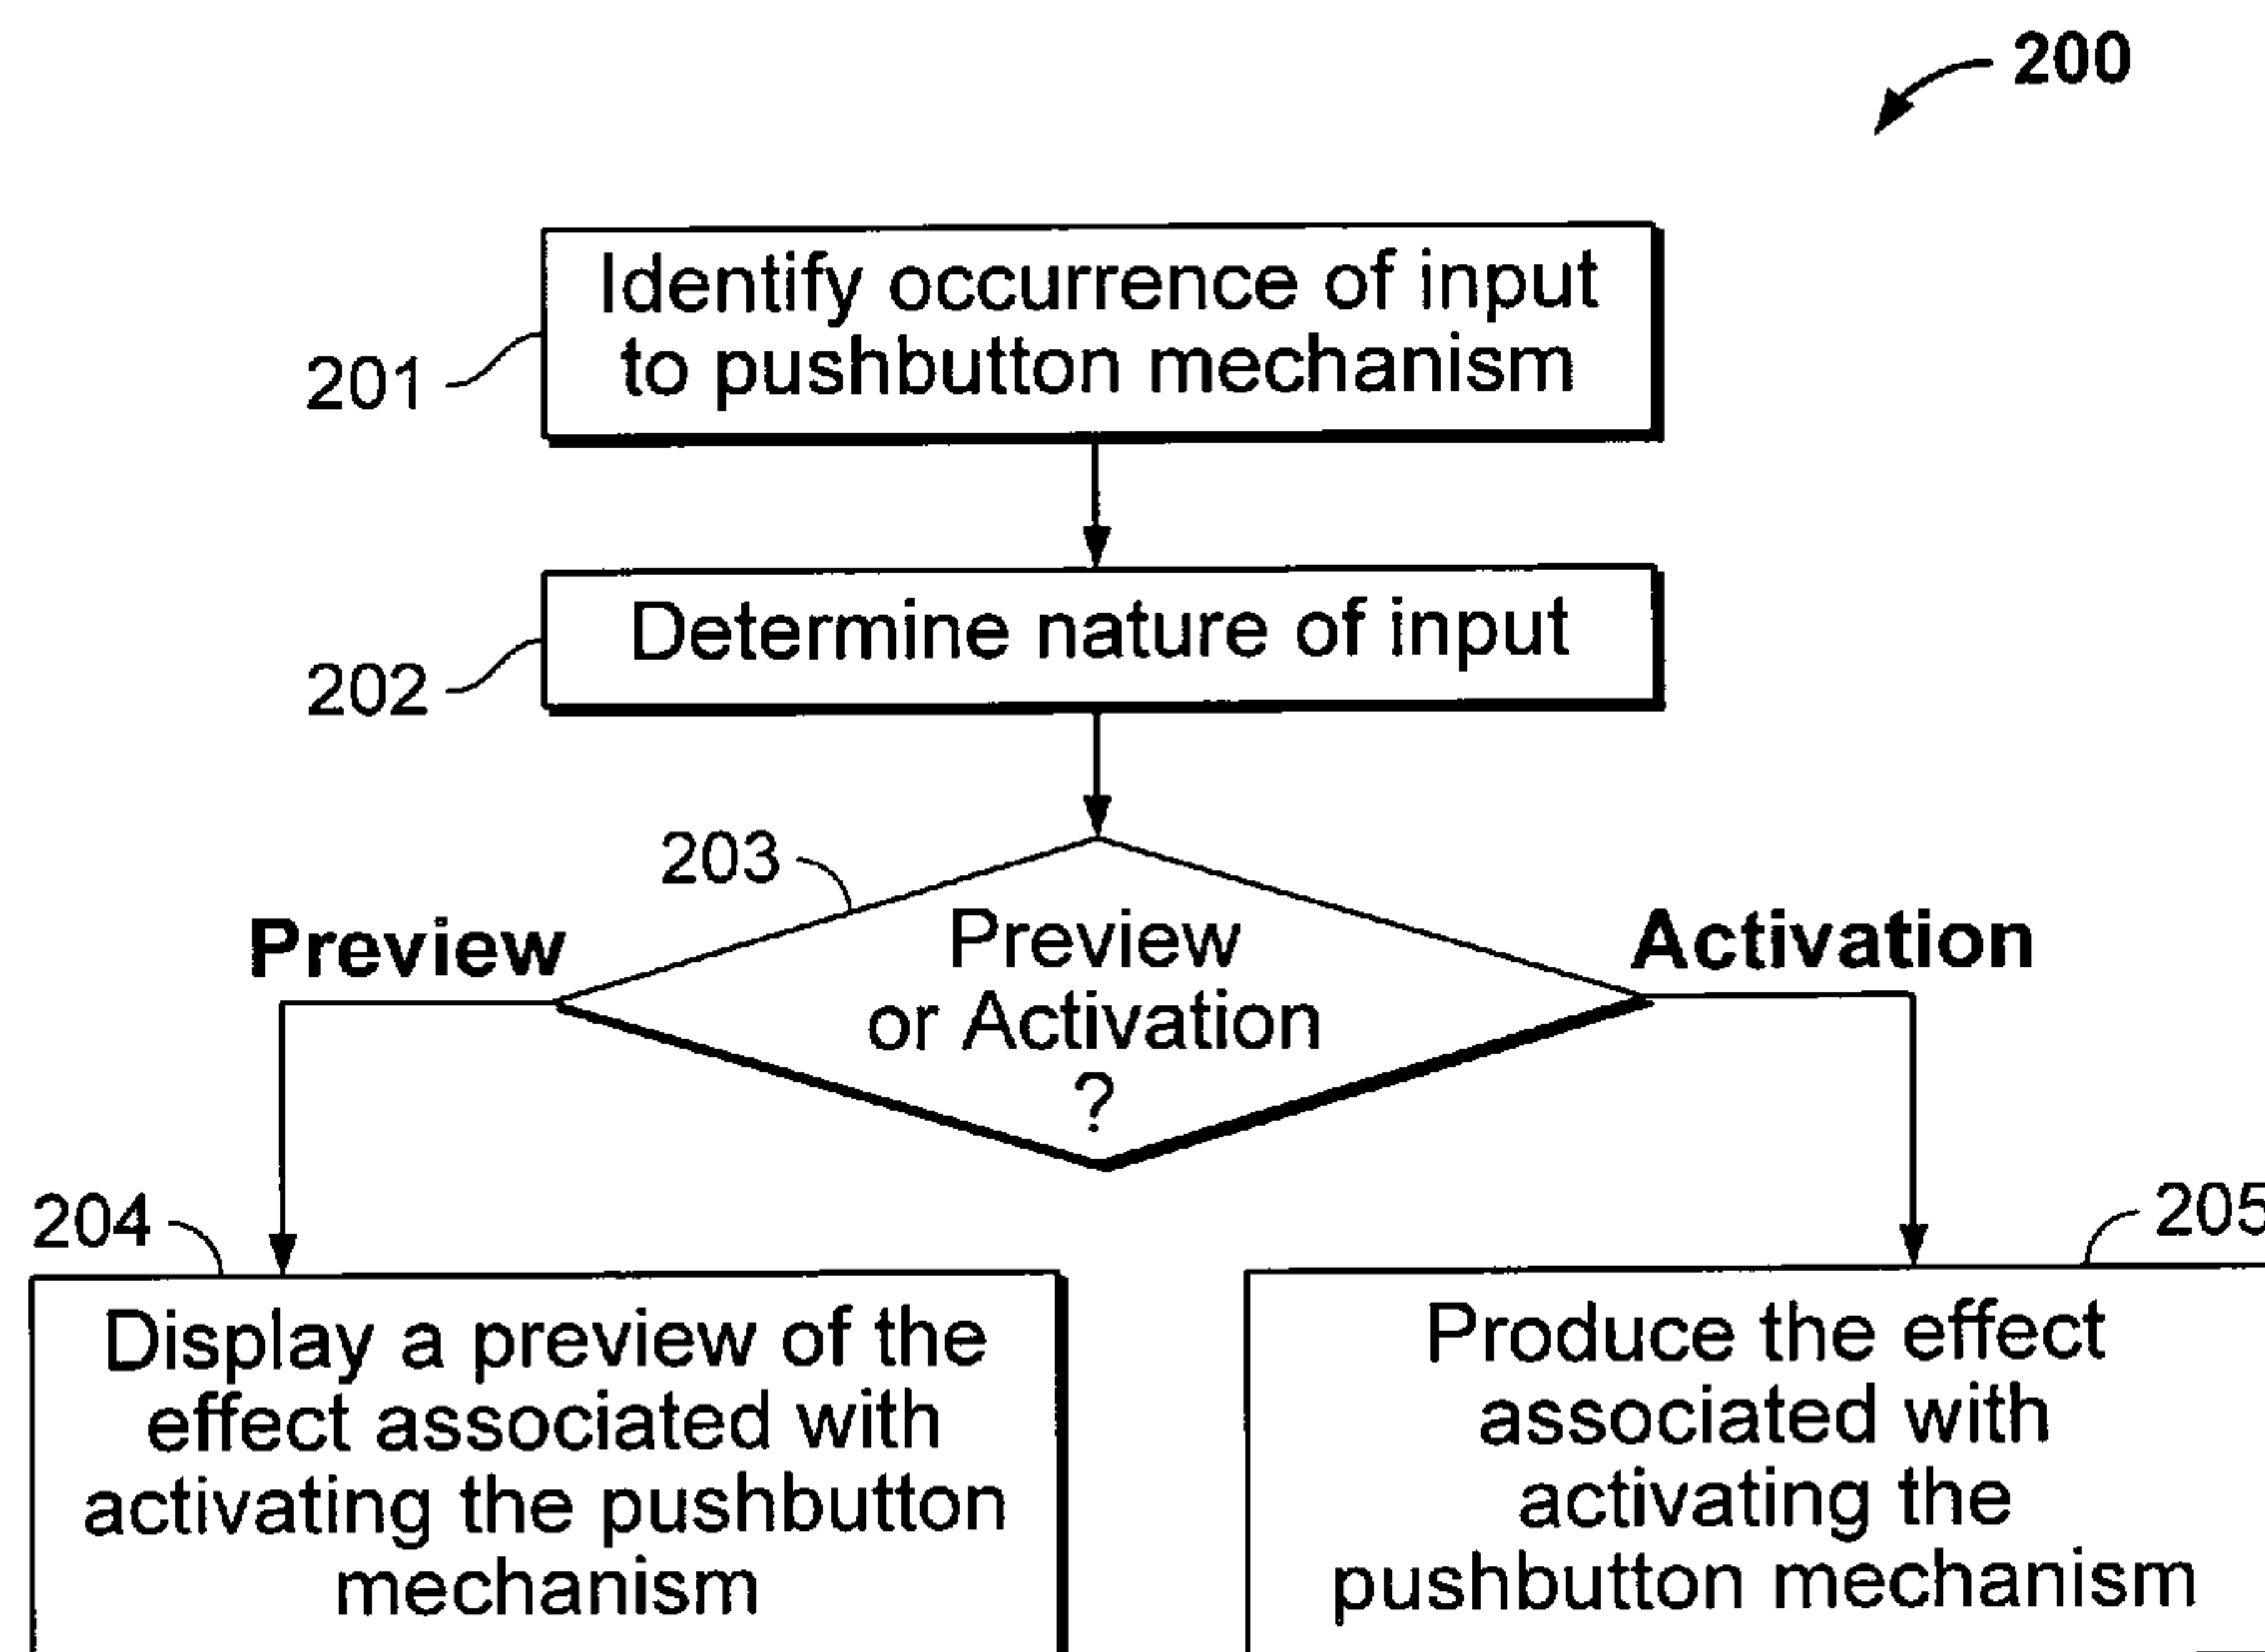 200
Identify occurrence of input
to pushbutton mechanism
201
Determine nature of input
202
203
Preview
Activation
Preview
or Activation
?
204
205
Display a preview of the
effect associated with
activating the pushbutton
mechanism
Produce the effect
associated with
activating the
pushbutton mechanism